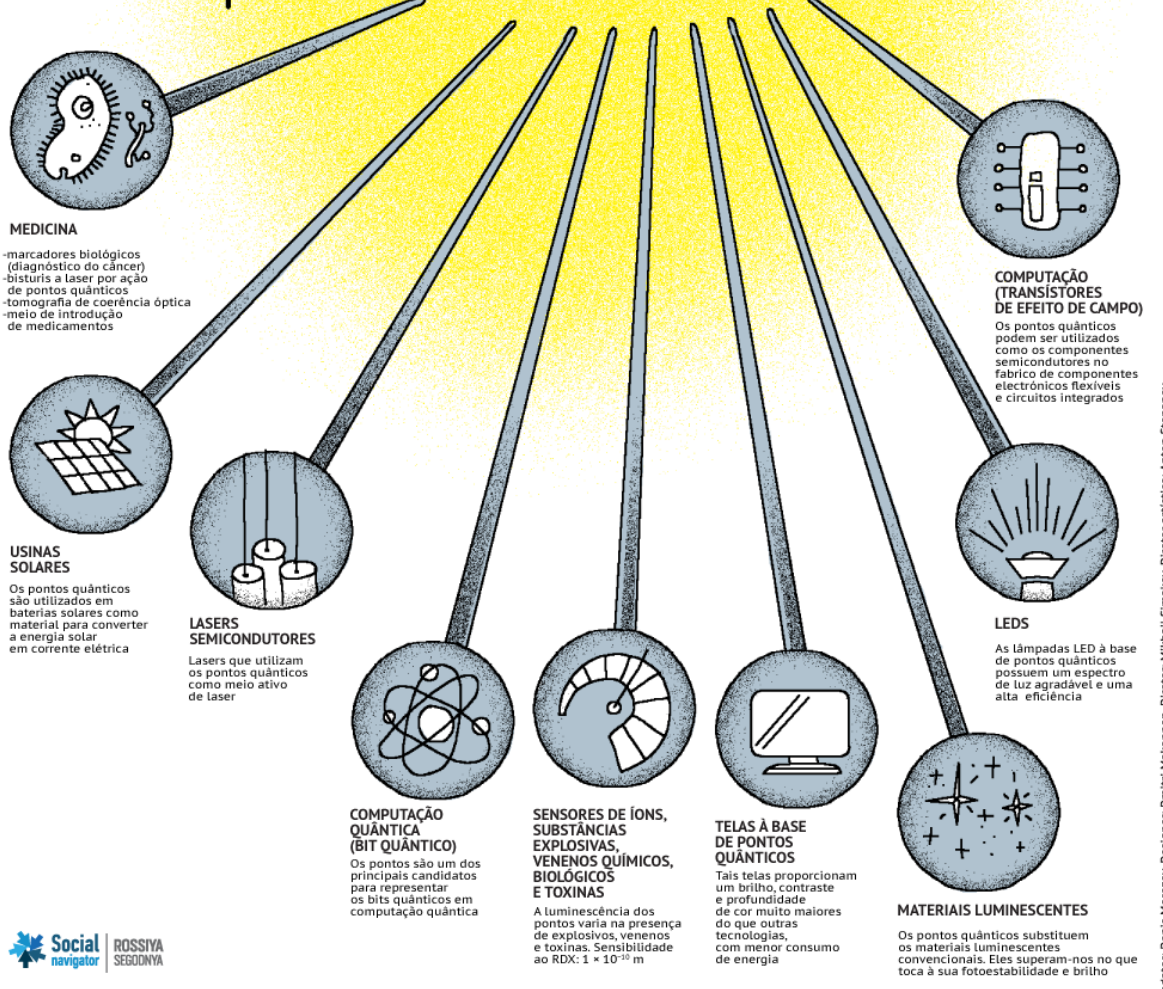 MEDICINA
-marcadores biológicos
(diagnóstico do câncer)
-bisturis a laser por ação
de pontos quânticos
-tomografia de coerência óptica
-meio de introdução
de medicamentos
COMPUTAÇÃO
(TRANSÍSTORES
DE EFEITO DE CAMPO)
Os pontos quânticos
podem ser utilizados
como os componentes
semicondutores no
fabrico de componentes
electrónicos flexíveis
e circuitos integrados
USINAS
SOLARES
Os pontos quânticos
são utilizados em
baterias solares como
material para converter
a energia solar
em corrente elétrica
LASERS
SEMICONDUTORES
Lasers que utilizam
os pontos quânticos
como meio ativo
de laser
LEDS
As lâmpadas LED à base
de pontos quânticos
possuem um espectro
de luz agradável e uma
alta eficiência
COMPUTAÇÃO
QUÂNTICA
(BIT QUÂNTICO)
Os pontos são um dos
principais candidatos
para representar
os bits quânticos em
computação quântica
SENSORES DE ÍONS,
SUBSTÂNCIAS
EXPLOSIVAS,
VENENOS QUÍMICOS,
BIOLÓGICOS
E TOXINAS
A luminescência dos
pontos varia na presença
de explosivos, venenos
e toxinas. Sensibilidade
ao RDX: 1 × 10⁻¹⁰ m
TELAS À BASE
DE PONTOS
QUÂNTICOS
Tais telas proporcionam
um brilho, contraste
e profundidade
de cor muito maiores
do que outras
tecnologias,
com menor consumo
de energia
MATERIAIS LUMINESCENTES
Os pontos quânticos substituem
os materiais luminescentes
convencionais. Eles superam-nos no que
toca à sua fotoestabilidade e brilho
Social
navigator
ROSSIYA
SEGODNYA